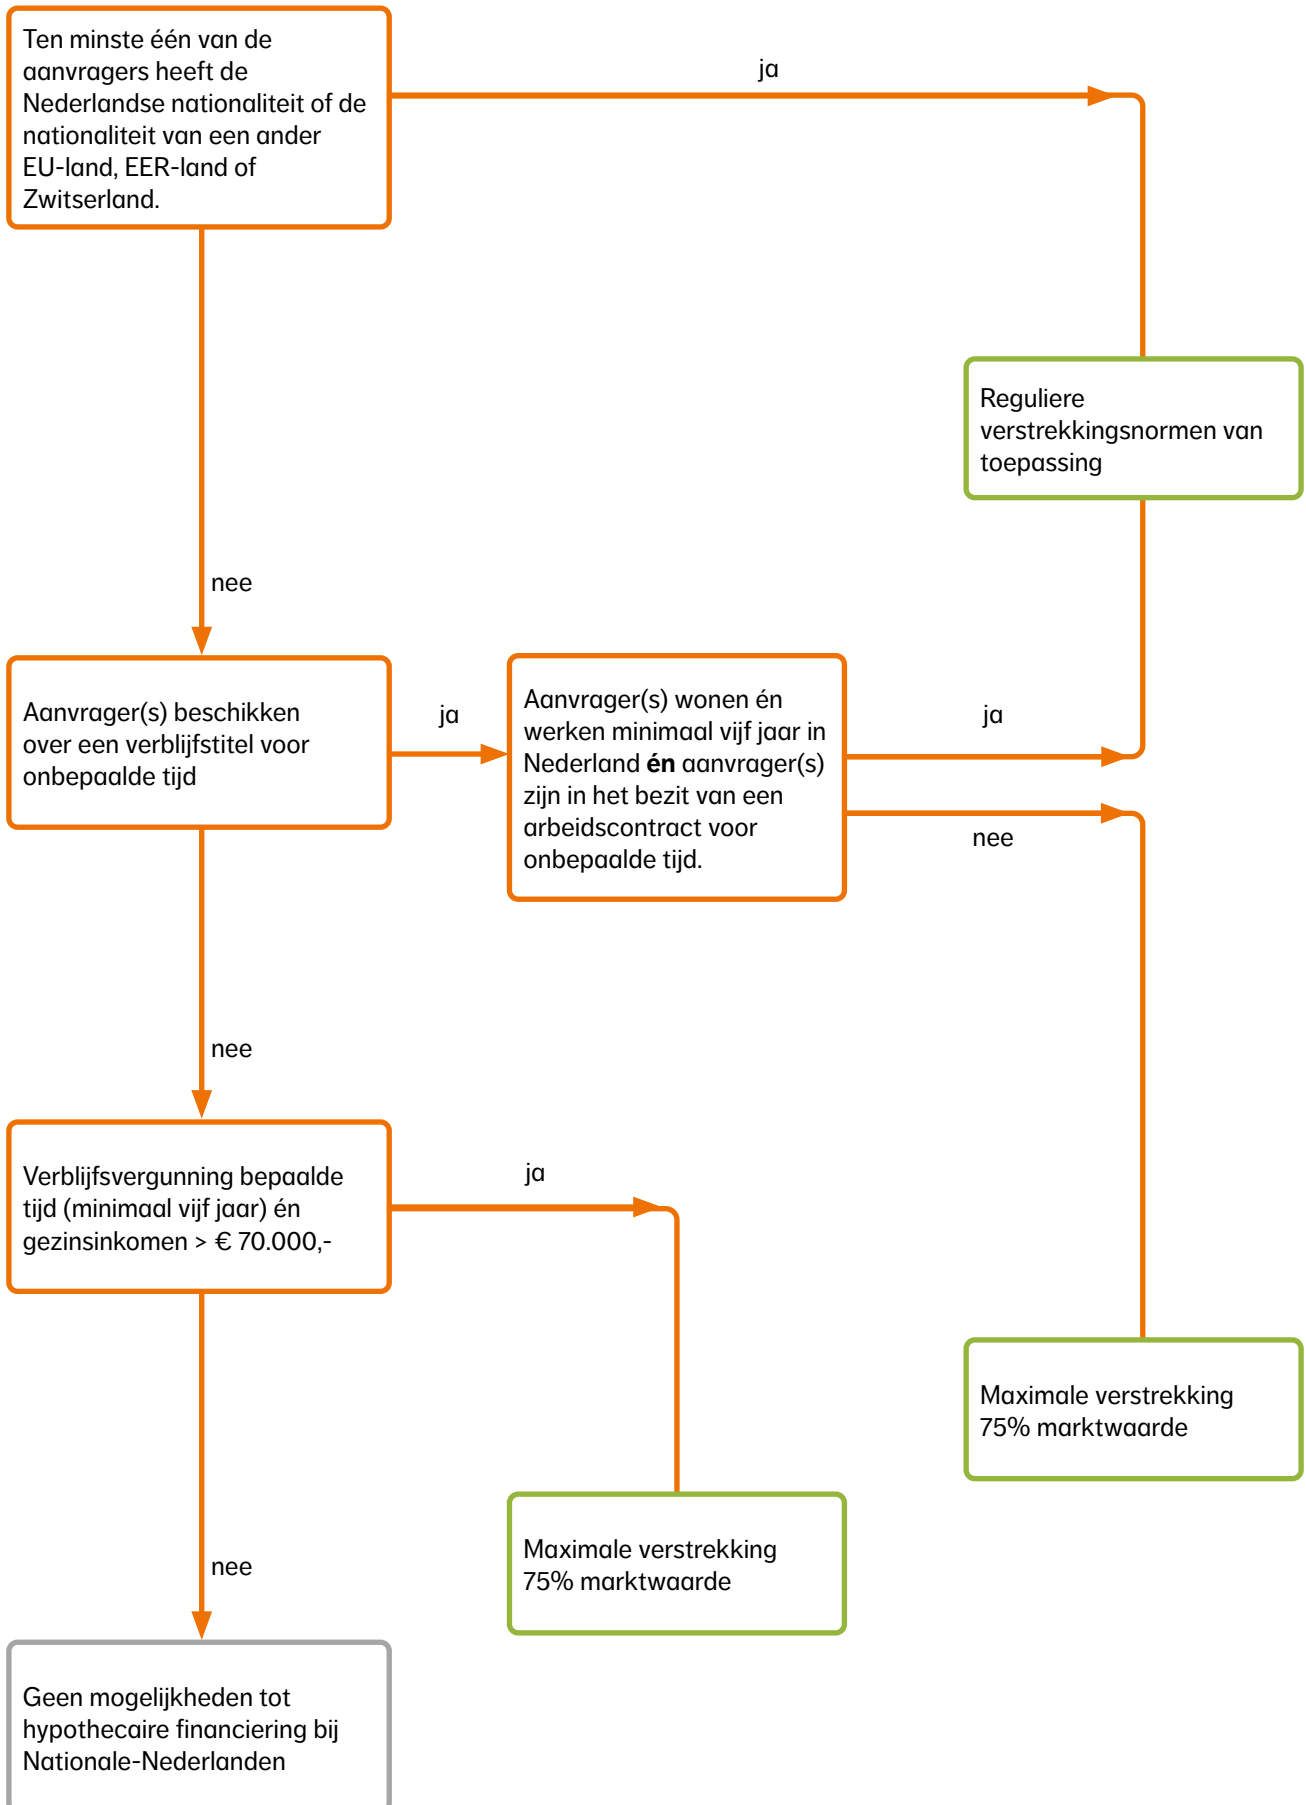 Ten minste één van de
aanvragers heeft de
Nederlandse nationaliteit of de
nationaliteit van een ander
EU-land, EER-land of
Zwitserland.
ja
Reguliere
verstrekkingsnormen van
toepassing
nee
Aanvrager(s) beschikken
over een verblijfstitel voor
onbepaalde tijd
ja
Aanvrager(s) wonen én
werken minimaal vijf jaar in
Nederland én aanvrager(s)
zijn in het bezit van een
arbeidscontract voor
onbepaalde tijd.
ja
nee
nee
Verblijfsvergunning bepaalde
tijd (minimaal vijf jaar) én
gezinsinkomen > € 70.000,-
ja
Maximale verstrekking
75% marktwaarde
Maximale verstrekking
75% marktwaarde
nee
Geen mogelijkheden tot
hypothecaire financiering bij
Nationale-Nederlanden